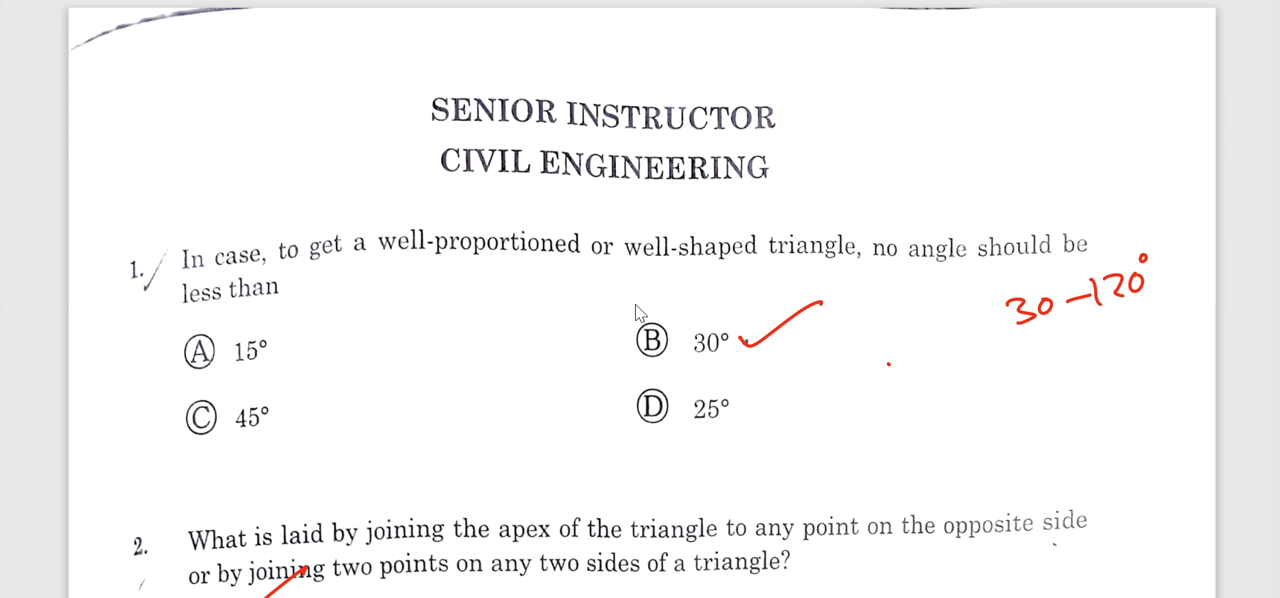 SENIOR INSTRUCTOR
CIVIL ENGINEERING
1. In case, to get a well-proportioned or well-shaped triangle, no angle should be
less than
30-120°
A 15°
B 30°
C 45°
D 25°
2. What is laid by joining the apex of the triangle to any point on the opposite side
or by joining two points on any two sides of a triangle?